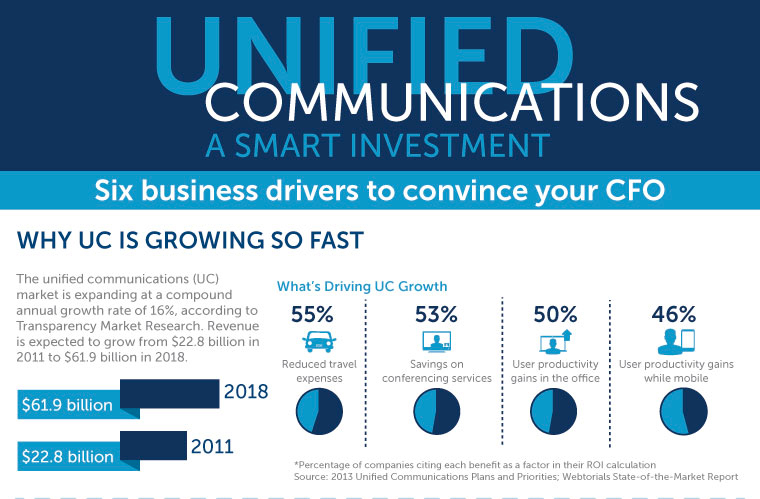 UNIFIED
COMMUNICATIONS
A SMART INVESTMENT
Six business drivers to convince your CFO
WHY UC IS GROWING SO FAST
The unified communications (UC)
market is expanding at a compound
annual growth rate of 16%, according to
Transparency Market Research. Revenue
is expected to grow from $22.8 billion in
2011 to $61.9 billion in 2018.
$61.9 billion
2018
$22.8 billion
2011
What's Driving UC Growth
55%
Reduced travel
expenses
53%
Savings on
conferencing services
50%
User productivity
gains in the office
46%
User productivity gains
while mobile
*Percentage of companies citing each benefit as a factor in their ROI calculation
Source: 2013 Unified Communications Plans and Priorities; Webtorials State-of-the-Market Report